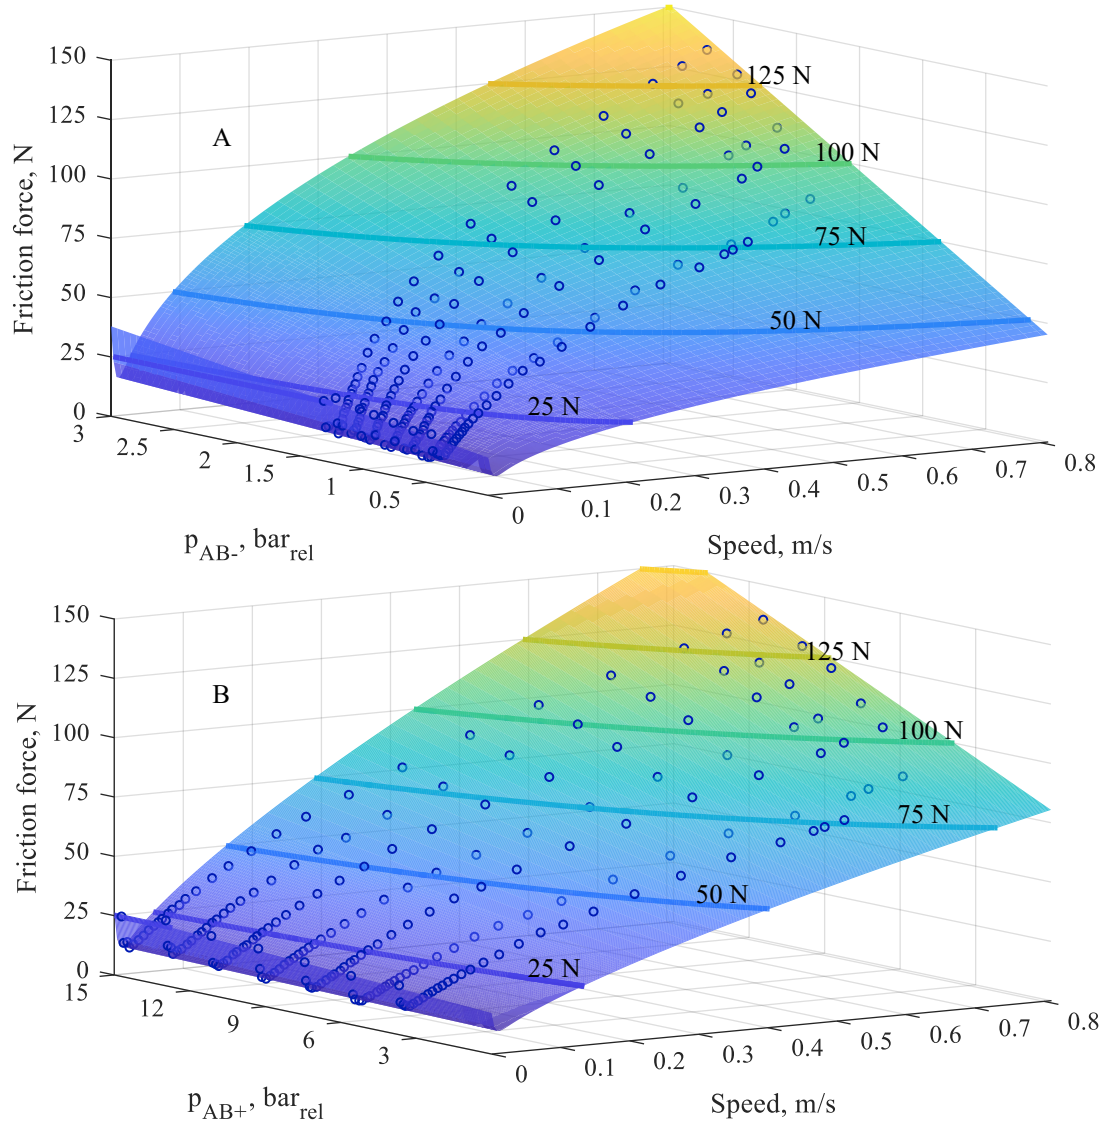 150
125
100
75
50
25
0
Friction force, N
A
125 N
100 N
75 N
50 N
25 N
3
2.5
2
1.5
1
0.5
0
0.1
0.2
0.3
0.4
0.5
0.6
0.7
0.8
pAB-, barrel
Speed, m/s
150
125
100
75
50
25
0
Friction force, N
B
125 N
100 N
75 N
50 N
25 N
15
12
9
6
3
0
0.1
0.2
0.3
0.4
0.5
0.6
0.7
0.8
pAB+, barrel
Speed, m/s